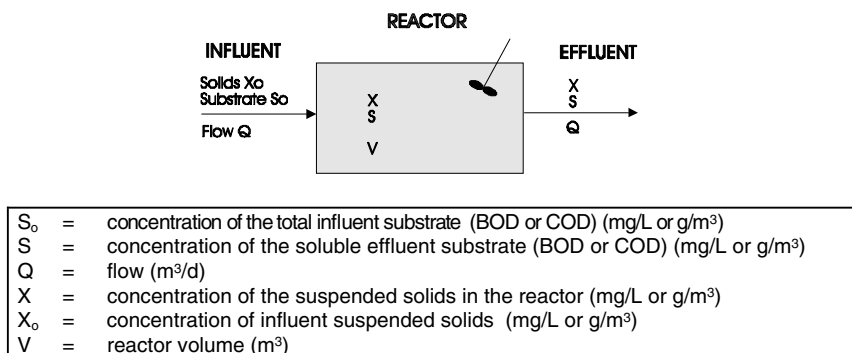 REACTOR
INFLUENT
EFFLUENT
Solids Xo
Substrate So
Flow Q
X
S
V
X
S
Q
Sₒ = concentration of the total influent substrate (BOD or COD) (mg/L or g/m³)
S = concentration of the soluble effluent substrate (BOD or COD) (mg/L or g/m³)
Q = flow (m³/d)
X = concentration of the suspended solids in the reactor (mg/L or g/m³)
Xₒ = concentration of influent suspended solids (mg/L or g/m³)
V = reactor volume (m³)